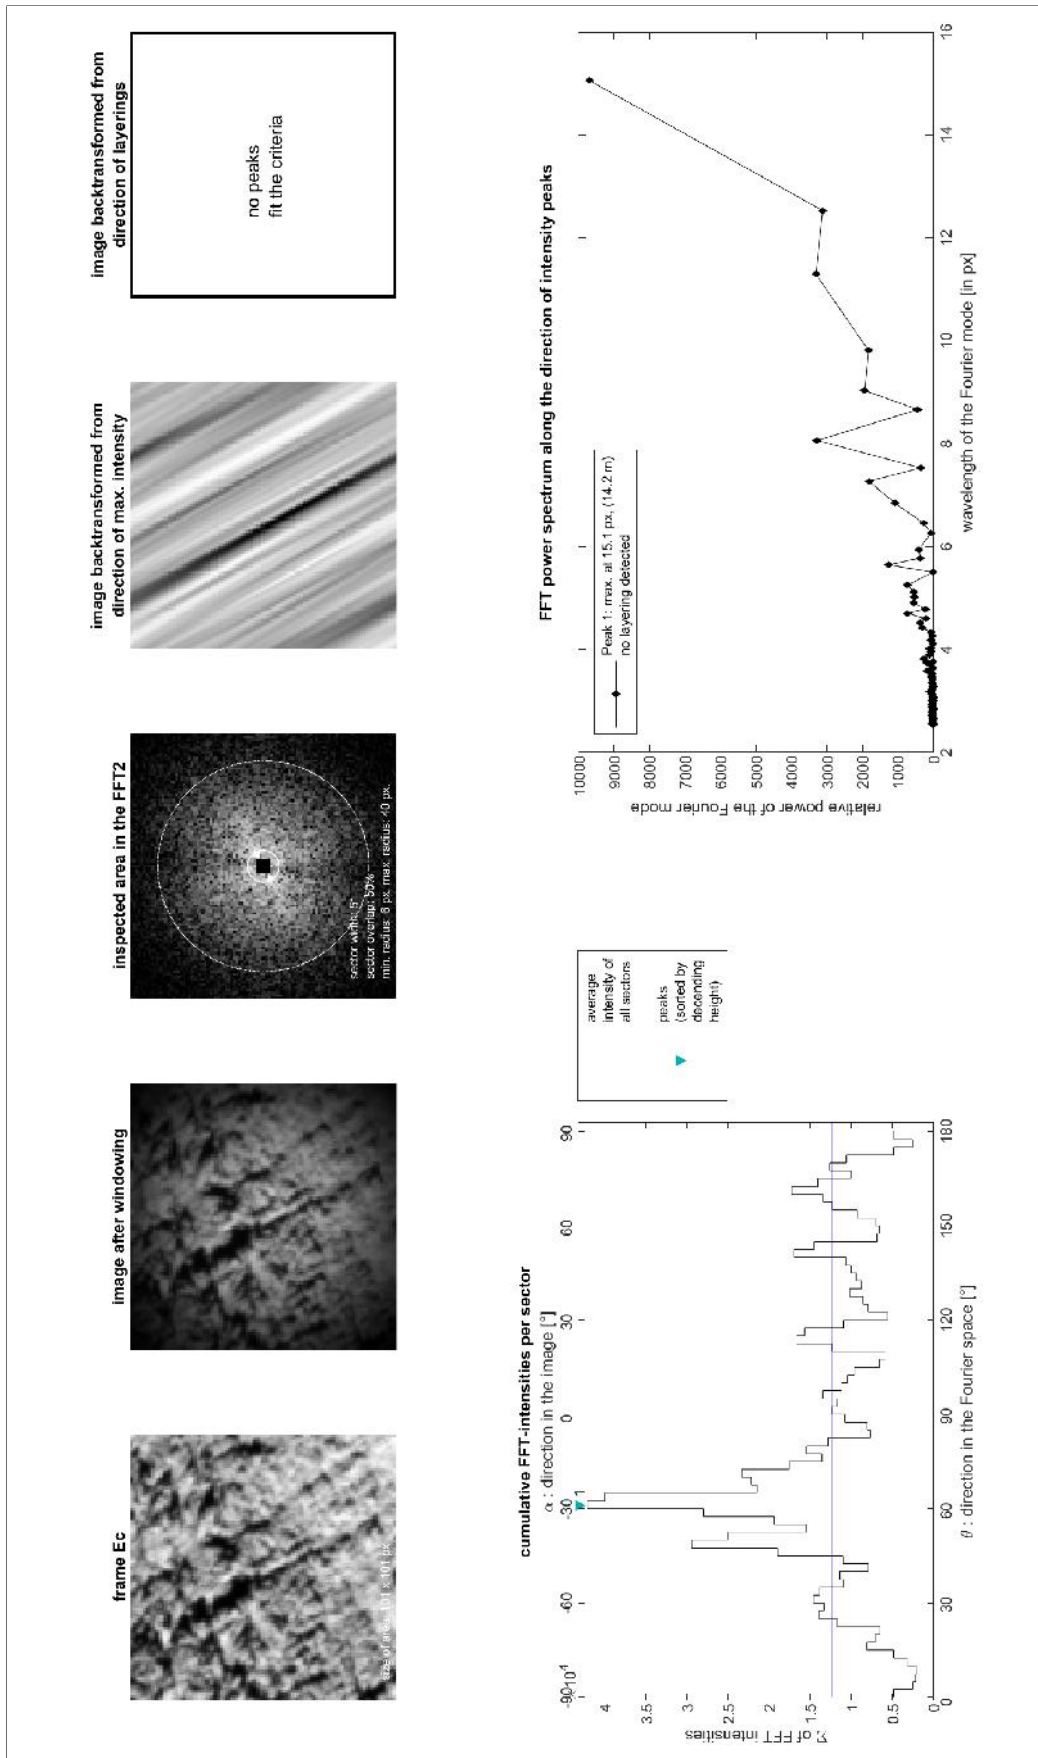 frame Ec
size of area: 101 x 101 px
image after windowing
inspected area in the FFT2
sector width: 5°
sector overlap: 50%
min. radius: 6 px, max. radius: 40 px.
image backtransformed from
direction of max. intensity
image backtransformed from
direction of layerings
no peaks
fit the criteria
cumulative FFT-intensities per sector
α : direction in the image [°]
-90 -60 -30 0 30 60 90
10⁴
1
Σ of FFT intensities
4
3.5
3
2.5
2
1.5
1
0.5
0
0 30 60 90 120 150 180
θ : direction in the Fourier space [°]
average
intensity of
all sectors
peaks
(sorted by
decending
height)
FFT power spectrum along the direction of intensity peaks
Peak 1: max. at 15.1 px, (14.2 m)
no layering detected
relative power of the Fourier mode
10000
9000
8000
7000
6000
5000
4000
3000
2000
1000
0
2 4 6 8 10 12 14 16
wavelength of the Fourier mode [in px]